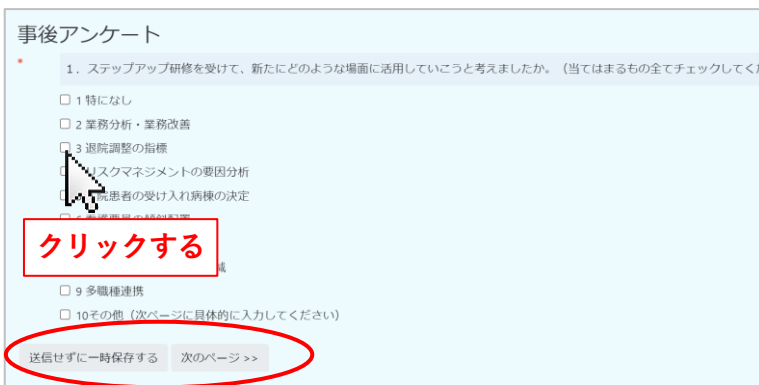 事後アンケート
* 1．ステップアップ研修を受けて、新たにどのような場面に活用していこうと考えましたか。（当てはまるもの全てチェックしてく
1 特になし
2 業務分析・業務改善
3 退院調整の指標
リスクマネジメントの要因分析
院患者の受け入れ病棟の決定
クリックする
減
9 多職種連携
10その他（次ページに具体的に入力してください）
送信せずに一時保存する 次のページ >>